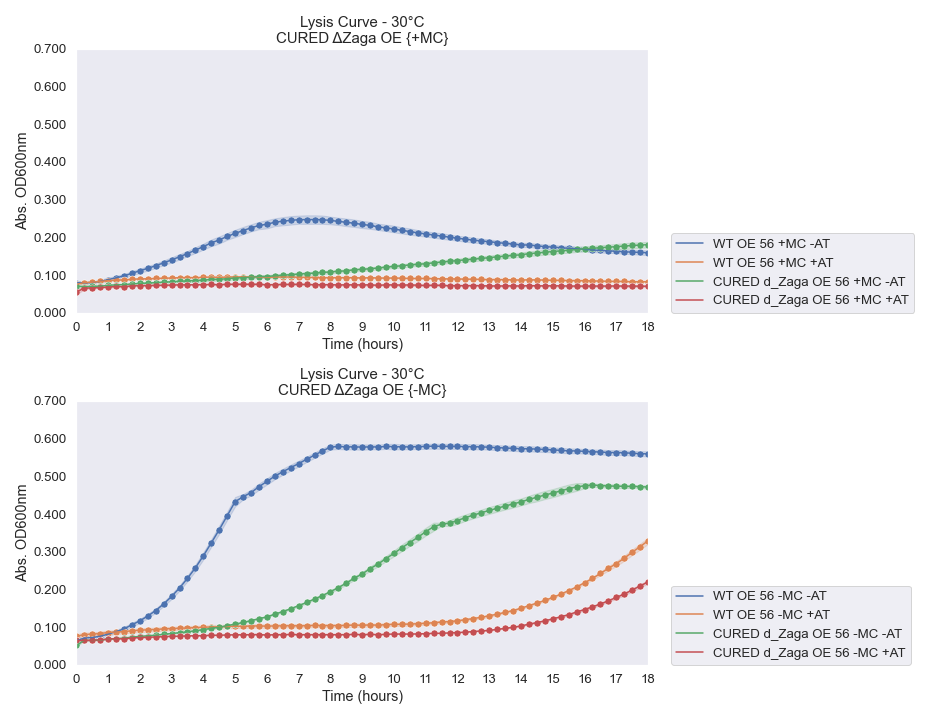 Lysis Curve - 30°C
CURED ΔZaga OE {+MC}
0.700
0.600
0.500
0.400
0.300
0.200
0.100
0.000
Abs. OD600nm
0 1 2 3 4 5 6 7 8 9 10 11 12 13 14 15 16 17 18
Time (hours)
WT OE 56 +MC -AT
WT OE 56 +MC +AT
CURED d_Zaga OE 56 +MC -AT
CURED d_Zaga OE 56 +MC +AT
Lysis Curve - 30°C
CURED ΔZaga OE {-MC}
0.700
0.600
0.500
0.400
0.300
0.200
0.100
0.000
Abs. OD600nm
0 1 2 3 4 5 6 7 8 9 10 11 12 13 14 15 16 17 18
Time (hours)
WT OE 56 -MC -AT
WT OE 56 -MC +AT
CURED d_Zaga OE 56 -MC -AT
CURED d_Zaga OE 56 -MC +AT